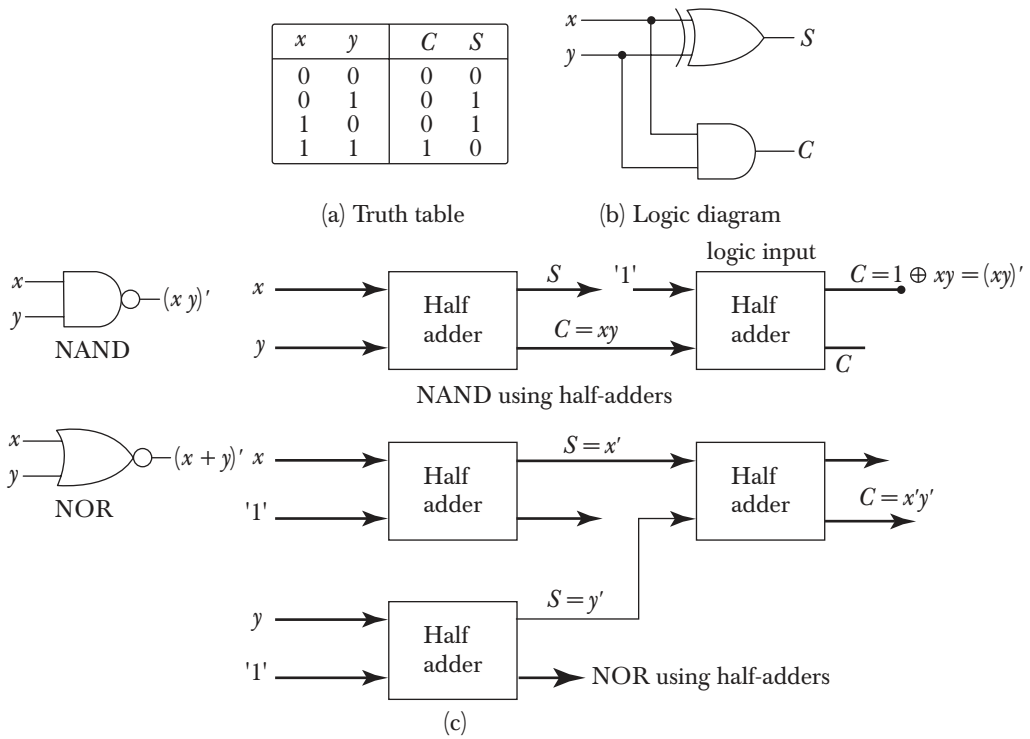 x y C S
0 0 0 0
0 1 0 1
1 0 0 1
1 1 1 0
(a) Truth table
x
y
S
C
(b) Logic diagram
x
y
(x y)′
NAND
x
y
Half
adder
S
C = xy
'1'
logic input
Half
adder
C = 1 ⊕ xy = (xy)′
C
NAND using half-adders
x
y
(x + y)′
NOR
x
'1'
Half
adder
S = x′
Half
adder
C = x′y′
y
'1'
Half
adder
S = y′
NOR using half-adders
(c)